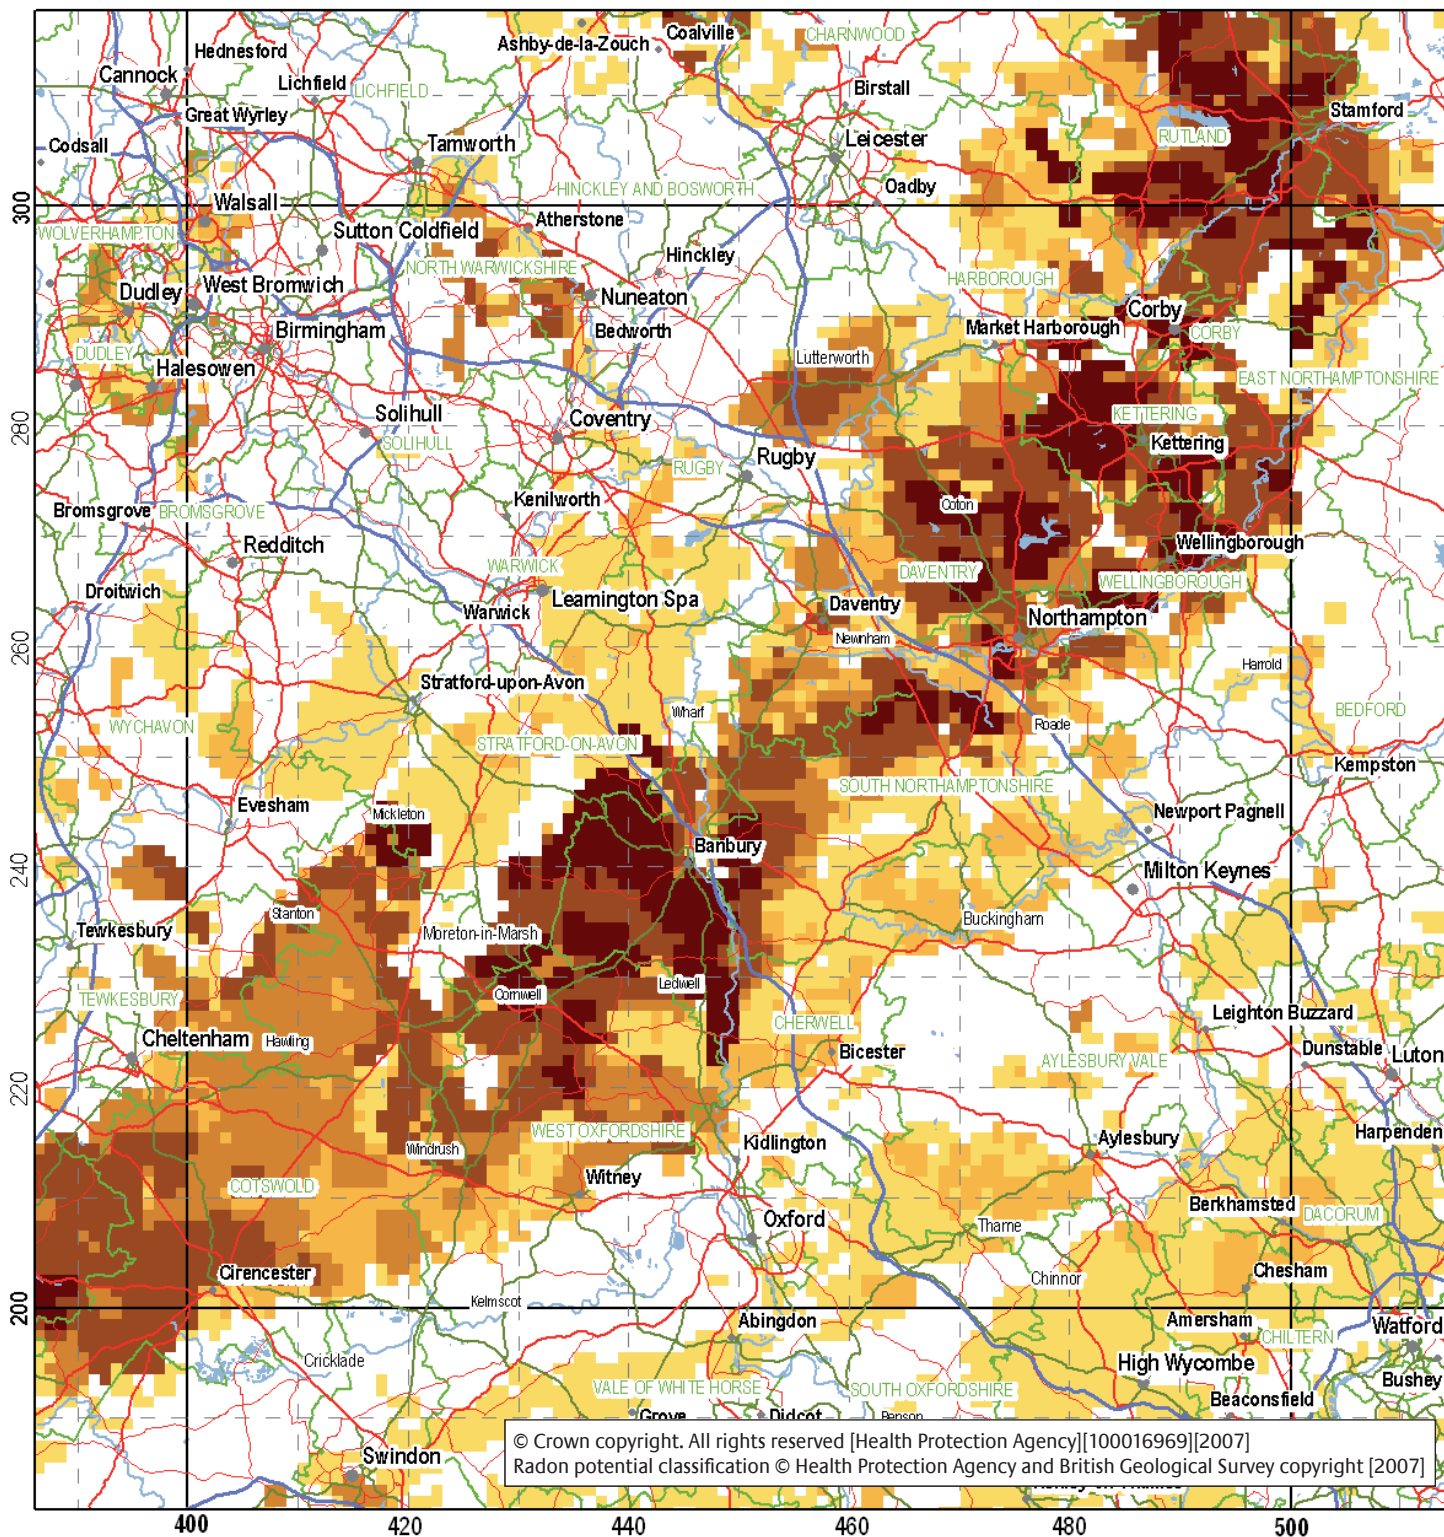 Coalville
Ashby-de-la-Zouch
CHARNWOOD
Hednesford
Cannock
Lichfield
LICHFIELD
Birstall
Great Wyrley
Stamford
RUTLAND
Codsall
Tamworth
Leicester
HINCKLEY AND BOSWORTH
Oadby
300
Walsall
Atherstone
WOLVERHAMPTON
Sutton Coldfield
Hinckley
NORTH WARWICKSHIRE
HARBOROUGH
Dudley
West Bromwich
Nuneaton
Corby
Birmingham
Bedworth
Market Harborough
CORBY
DUDLEY
Lutterworth
Halesowen
EAST NORTHAMPTONSHIRE
280
Solihull
Coventry
KETTERING
SOLIHULL
Kettering
RUGBY
Rugby
Kenilworth
Coton
Bromsgrove
BROMSGROVE
Redditch
Wellingborough
WARWICK
DAVENTRY
WELLINGBOROUGH
Droitwich
Leamington Spa
Daventry
Warwick
Northampton
260
Newnham
Harrold
Stratford-upon-Avon
Wharf
BEDFORD
WYCHAVON
Roade
STRATFORD-ON-AVON
Kempston
SOUTH NORTHAMPTONSHIRE
Evesham
Mickleton
Newport Pagnell
240
Banbury
Milton Keynes
Stanton
Buckingham
Tewkesbury
Moreton-in-Marsh
Ledwell
TEWKESBURY
Cornwell
Leighton Buzzard
CHERWELL
Cheltenham
Hawling
Bicester
Dunstable
Luton
AYLESBURY VALE
220
WEST OXFORDSHIRE
Kidlington
Aylesbury
Harpenden
Windrush
Witney
COTSWOLD
Berkhamsted
DACORUM
Oxford
Thame
Cirencester
Chinnor
Chesham
200
Kelmscot
Abingdon
Amersham
Watford
CHILTERN
Cricklade
High Wycombe
Bushey
VALE OF WHITE HORSE
SOUTH OXFORDSHIRE
Beaconsfield
Grove
Didcot
Benson
© Crown copyright. All rights reserved [Health Protection Agency][100016969][2007]
Swindon
Radon potential classification © Health Protection Agency and British Geological Survey copyright [2007]
400
420
440
460
480
500